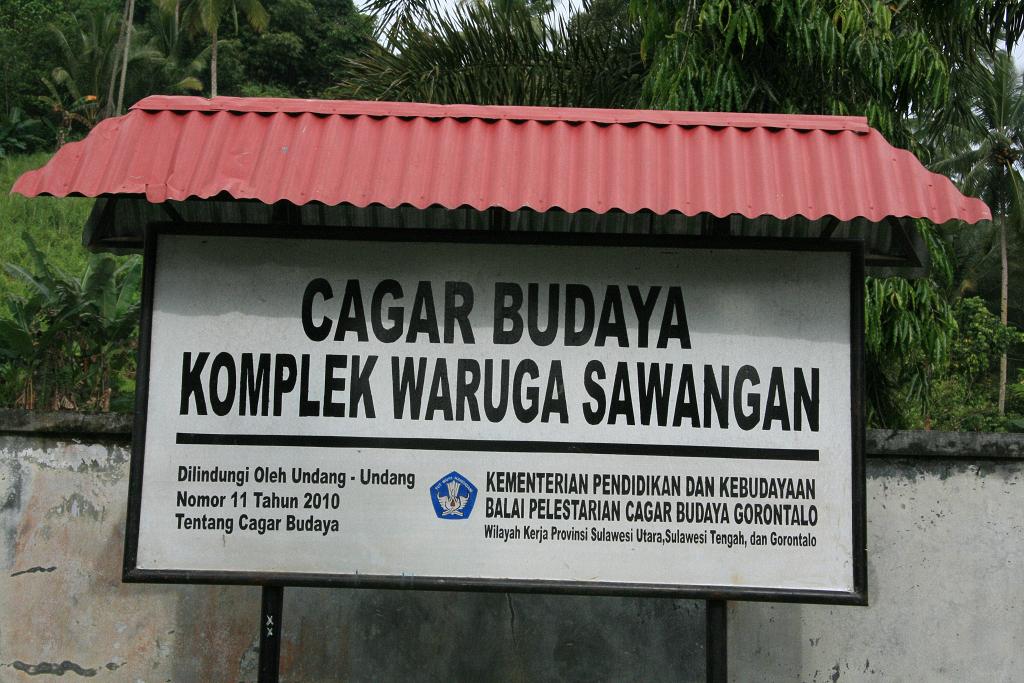 CAGAR BUDAYA
KOMPLEK WARUGA SAWANGAN
Dilindungi Oleh Undang - Undang
Nomor 11 Tahun 2010
Tentang Cagar Budaya
KEMENTERIAN PENDIDIKAN DAN KEBUDAYAAN
BALAI PELESTARIAN CAGAR BUDAYA GORONTALO
Wilayah Kerja Provinsi Sulawesi Utara,Sulawesi Tengah, dan Gorontalo